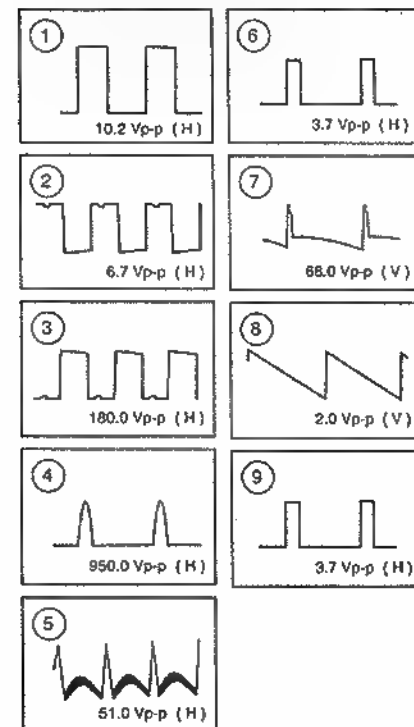 1
10.2 Vp-p (H)
2
6.7 Vp-p (H)
3
180.0 Vp-p (H)
4
950.0 Vp-p (H)
5
51.0 Vp-p (H)
6
3.7 Vp-p (H)
7
66.0 Vp-p (V)
8
2.0 Vp-p (V)
9
3.7 Vp-p (H)